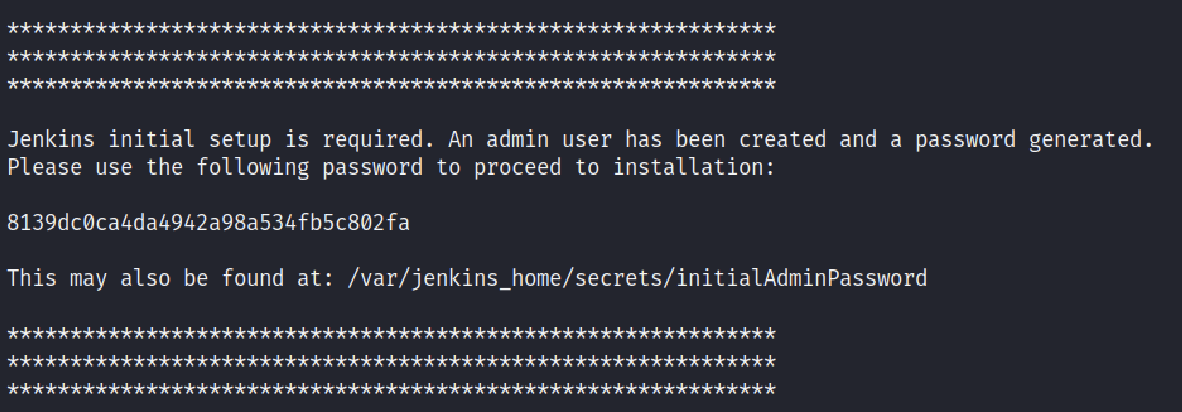 *************************************************************
*************************************************************
*************************************************************
Jenkins initial setup is required. An admin user has been created and a password generated.
Please use the following password to proceed to installation:
8139dc0ca4da4942a98a534fb5c802fa
This may also be found at: /var/jenkins_home/secrets/initialAdminPassword
*************************************************************
*************************************************************
*************************************************************